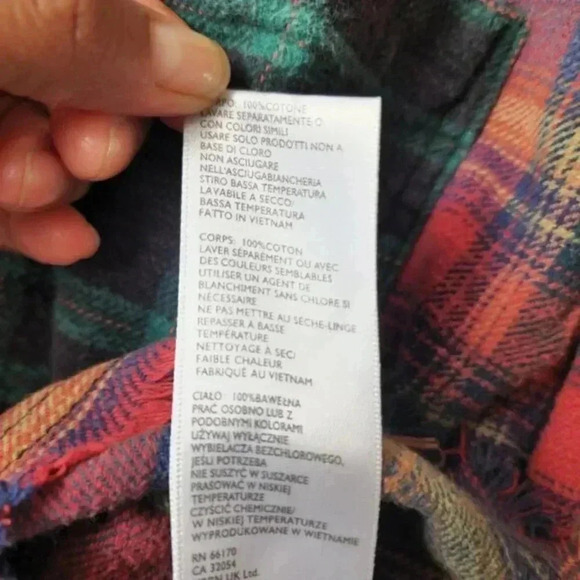 CORPO: 100%COTONE
LAVARE SEPARATAMENTE O
CON COLORI SIMILI
USARE SOLO PRODOTTI NON A
BASE DI CLORO
NON ASCIUGARE
NELL'ASCIUGABIANCHERIA
STIRO BASSA TEMPERATURA
LAVABILE A SECCO:
BASSA TEMPERATURA
FATTO IN VIETNAM
CORPS: 100%COTON
LAVER SÉPARÉMENT OU AVEC
DES COULEURS SEMBLABLES
UTILISER UN AGENT DE
BLANCHIMENT SANS CHLORE SI
NÉCESSAIRE
NE PAS METTRE AU SÈCHE-LINGE
REPASSER À BASSE
TEMPÉRATURE
NETTOYAGE À SEC/
FAIBLE CHALEUR
FABRIQUÉ AU VIETNAM
CIAŁO: 100%BAWEŁNA
PRAĆ OSOBNO LUB Z
PODOBNYMI KOLORAMI
UŻYWAJ WYŁĄCZNIE
WYBIELACZA BEZCHLOROWEGO,
JEŚLI POTRZEBA
NIE SUSZYĆ W SUSZARCE
PRASOWAĆ W NISKIEJ
TEMPERATURZE
CZYŚCIĆ CHEMICZNIE/
W NISKIEJ TEMPERATURZE
WYPRODUKOWANE W WIETNAMIE
RN 66170
CA 32054
UK Ltd.